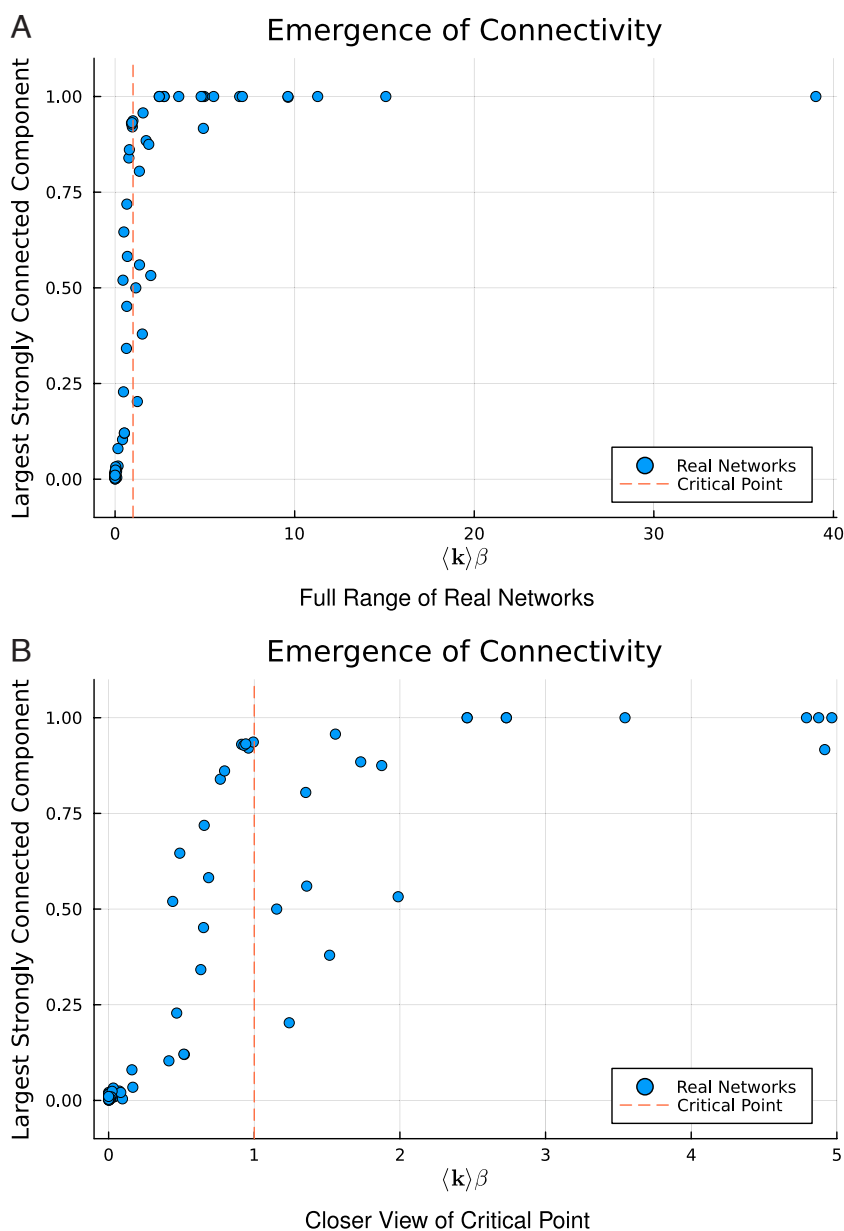 A
Emergence of Connectivity
Largest Strongly Connected Component
1.00
0.75
0.50
0.25
0.00
Real Networks
Critical Point
0 10 20 30 40
⟨k⟩β
Full Range of Real Networks
B
Emergence of Connectivity
Largest Strongly Connected Component
1.00
0.75
0.50
0.25
0.00
Real Networks
Critical Point
0 1 2 3 4 5
⟨k⟩β
Closer View of Critical Point